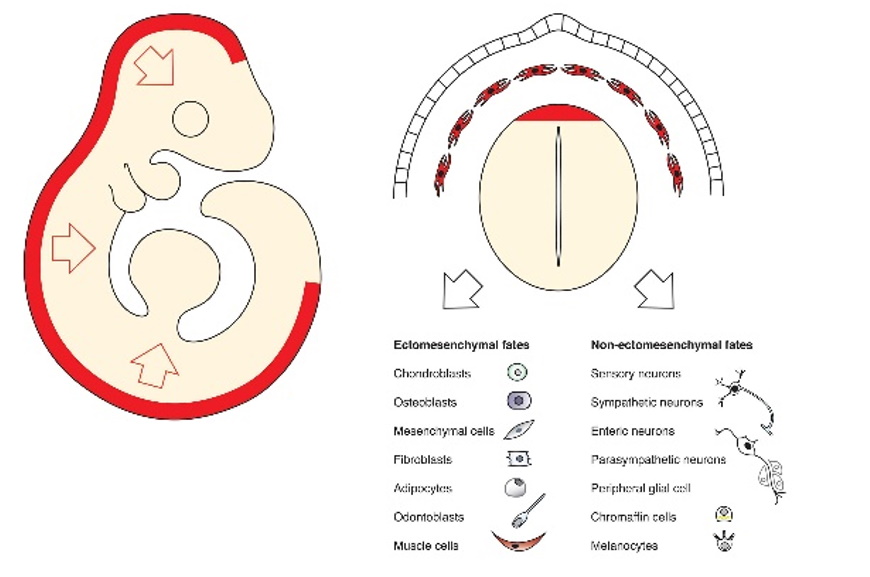 Ectomesenchymal fates
Chondroblasts
Osteoblasts
Mesenchymal cells
Fibroblasts
Adipocytes
Odontoblasts
Muscle cells
Non-ectomesenchymal fates
Sensory neurons
Sympathetic neurons
Enteric neurons
Parasympathetic neurons
Peripheral glial cell
Chromaffin cells
Melanocytes